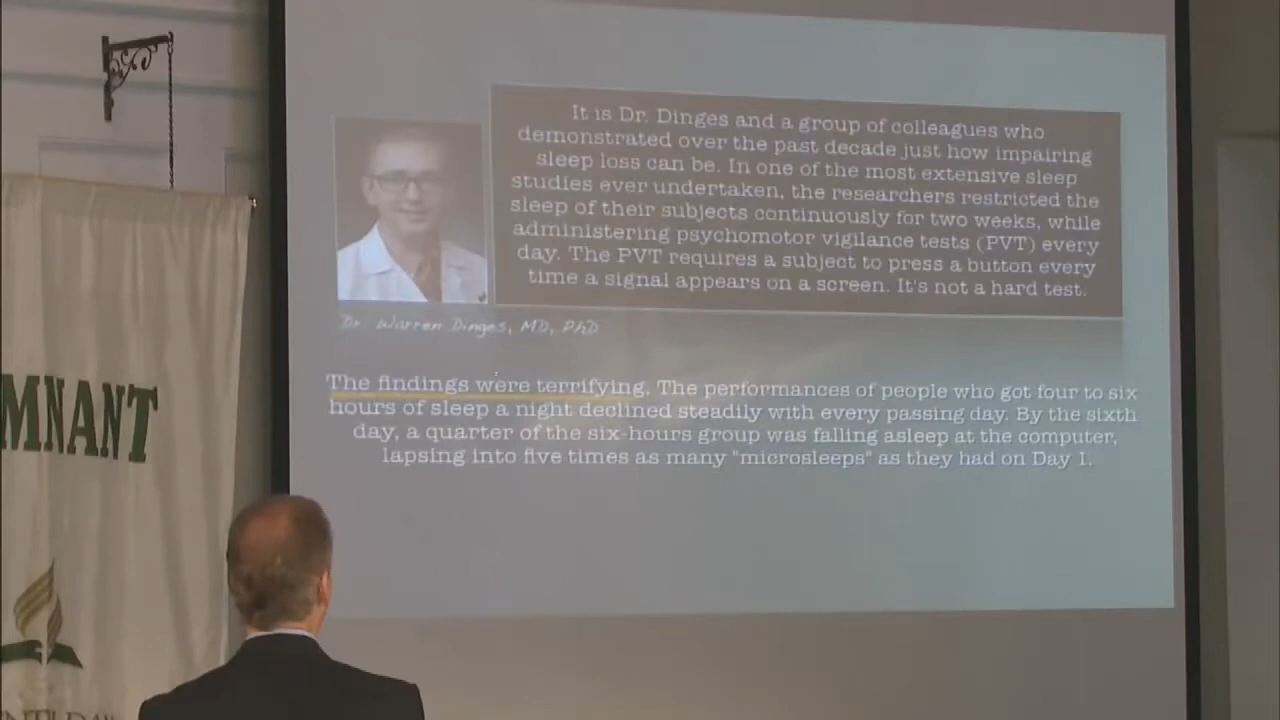 It is Dr. Dinges and a group of colleagues who
demonstrated over the past decade just how impairing
sleep loss can be. In one of the most extensive sleep
studies ever undertaken, the researchers restricted the
sleep of their subjects continuously for two weeks, while
administering psychomotor vigilance tests (PVT) every
day. The PVT requires a subject to press a button every
time a signal appears on a screen. It's not a hard test.
Dr. Warren Dinges, MD, PhD
The findings were terrifying. The performances of people who got four to six
hours of sleep a night declined steadily with every passing day. By the sixth
day, a quarter of the six-hours group was falling asleep at the computer,
lapsing into five times as many "microsleeps" as they had on Day 1.
MNANT